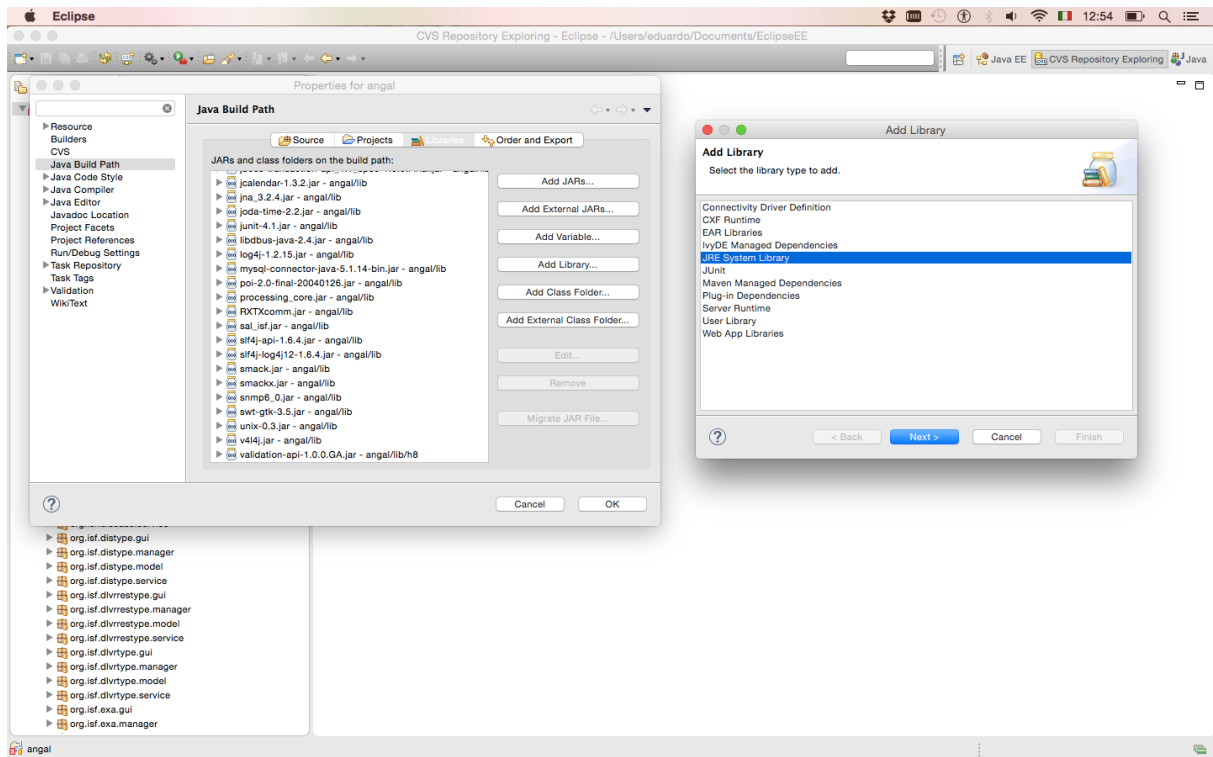 Eclipse
12:54
CVS Repository Exploring - Eclipse - /Users/eduardo/Documents/EclipseEE
Java EE
CVS Repository Exploring
Java
Properties for angal
Resource
Builders
CVS
Java Build Path
Java Code Style
Java Compiler
Java Editor
Javadoc Location
Project Facets
Project References
Run/Debug Settings
Task Repository
Task Tags
Validation
WikiText
Java Build Path
Source
Projects
Libraries
Order and Export
JARs and class folders on the build path:
jcalendar-1.3.2.jar - angal/lib
jna_3.2.4.jar - angal/lib
joda-time-2.2.jar - angal/lib
junit-4.1.jar - angal/lib
libdbus-java-2.4.jar - angal/lib
log4j-1.2.15.jar - angal/lib
mysql-connector-java-5.1.14-bin.jar - angal/lib
poi-2.0-final-20040126.jar - angal/lib
processing_core.jar - angal/lib
RXTXcomm.jar - angal/lib
sal_isf.jar - angal/lib
slf4j-api-1.6.4.jar - angal/lib
slf4j-log4j12-1.6.4.jar - angal/lib
smack.jar - angal/lib
smackx.jar - angal/lib
snmp6_0.jar - angal/lib
swt-gtk-3.5.jar - angal/lib
unix-0.3.jar - angal/lib
v4l4j.jar - angal/lib
validation-api-1.0.0.GA.jar - angal/lib/h8
Add JARs...
Add External JARs...
Add Variable...
Add Library...
Add Class Folder...
Add External Class Folder...
Edit...
Remove
Migrate JAR File...
?
Cancel
OK
Add Library
Add Library
Select the library type to add.
Connectivity Driver Definition
CXF Runtime
EAR Libraries
IvyDE Managed Dependencies
JRE System Library
JUnit
Maven Managed Dependencies
Plug-in Dependencies
Server Runtime
User Library
Web App Libraries
?
< Back
Next >
Cancel
Finish
org.isf.distype.gui
org.isf.distype.manager
org.isf.distype.model
org.isf.distype.service
org.isf.dlvrrestype.gui
org.isf.dlvrrestype.manager
org.isf.dlvrrestype.model
org.isf.dlvrrestype.service
org.isf.dlvrtype.gui
org.isf.dlvrtype.manager
org.isf.dlvrtype.model
org.isf.dlvrtype.service
org.isf.exa.gui
org.isf.exa.manager
angal